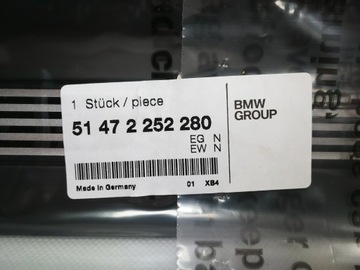 1 Stück / piece
51 47 2 252 280
EG N
EW N
Made in Germany
01 XB4
BMW
GROUP